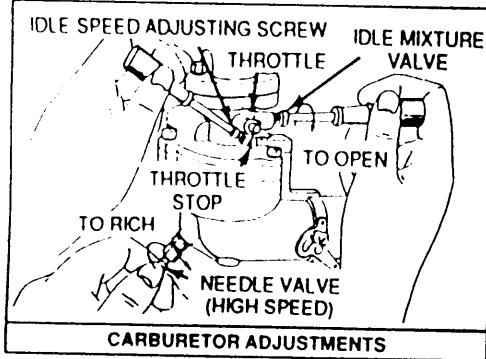 IDLE SPEED ADJUSTING SCREW
THROTTLE
IDLE MIXTURE
VALVE
TO OPEN
THROTTLE
STOP
TO RICH
NEEDLE VALVE
(HIGH SPEED)
CARBURETOR ADJUSTMENTS